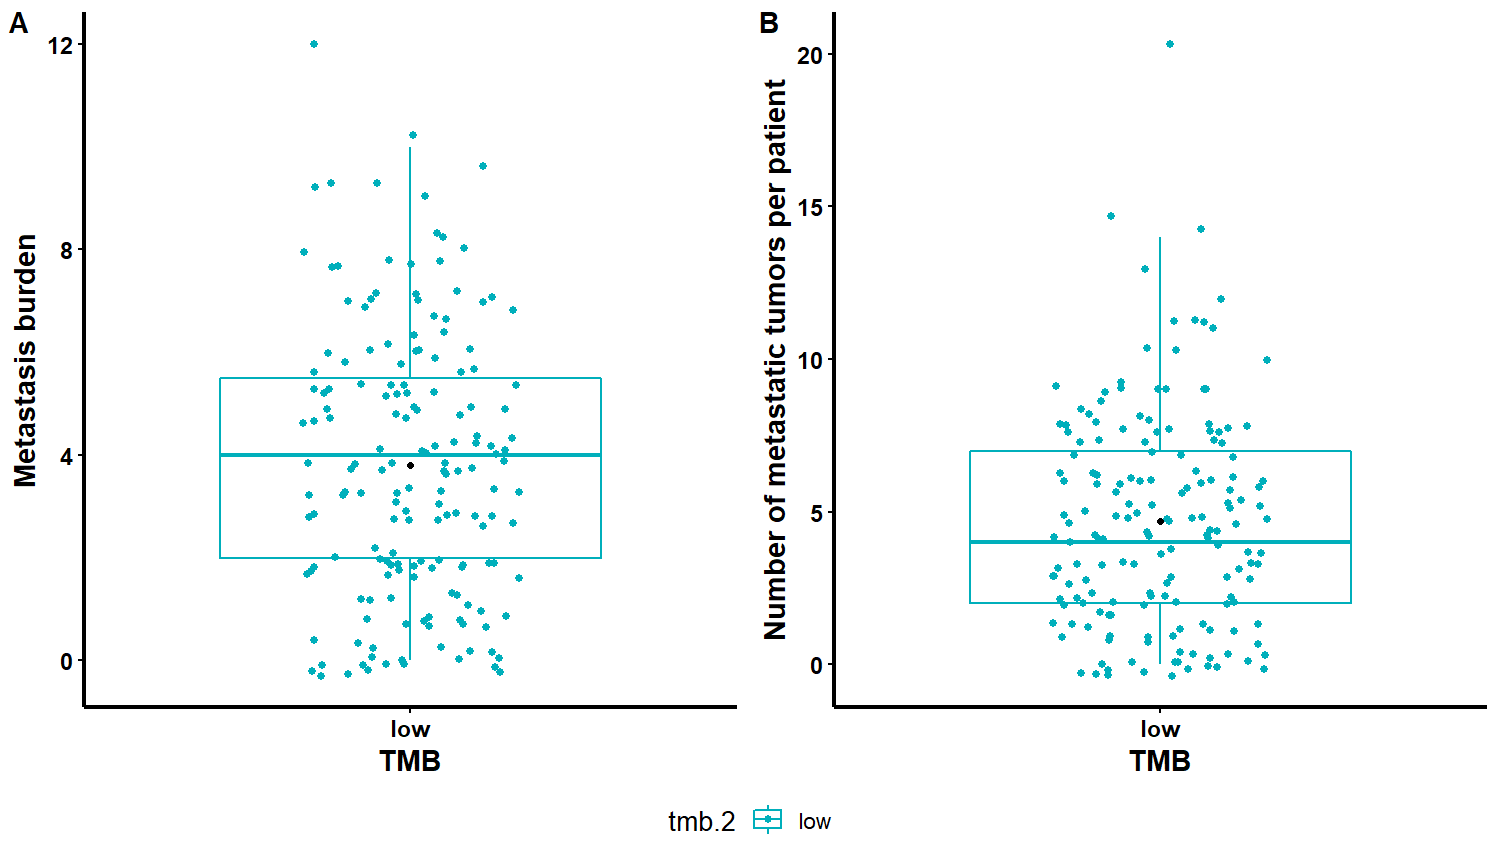 A
Metastasis burden
12
8
4
0
low
TMB
B
Number of metastatic tumors per patient
20
15
10
5
0
low
TMB
tmb.2 low